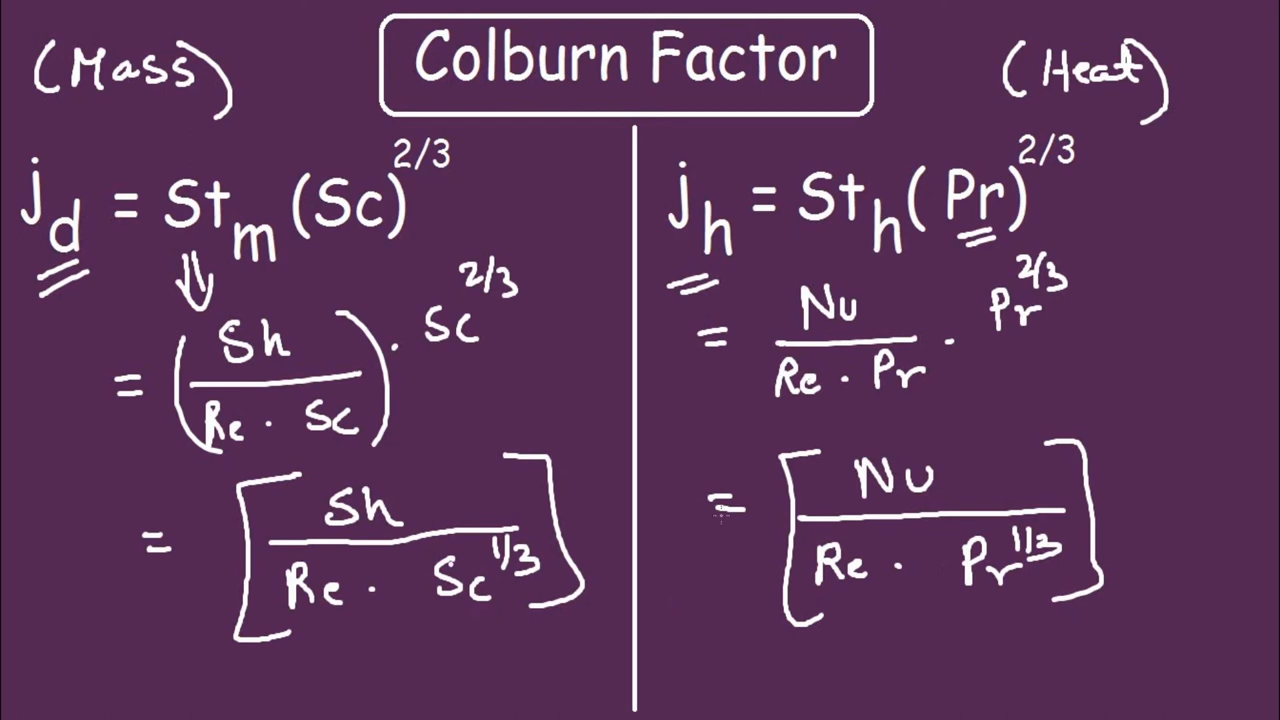 Colburn Factor
(Mass)
j_d = St_m (Sc)^2/3
⇓
= (Sh / Re · Sc) · Sc^2/3
= [Sh / Re · Sc^1/3]
(Heat)
j_h = St_h (Pr)^2/3
= Nu / Re · Pr · Pr^2/3
= [Nu / Re · Pr^1/3]